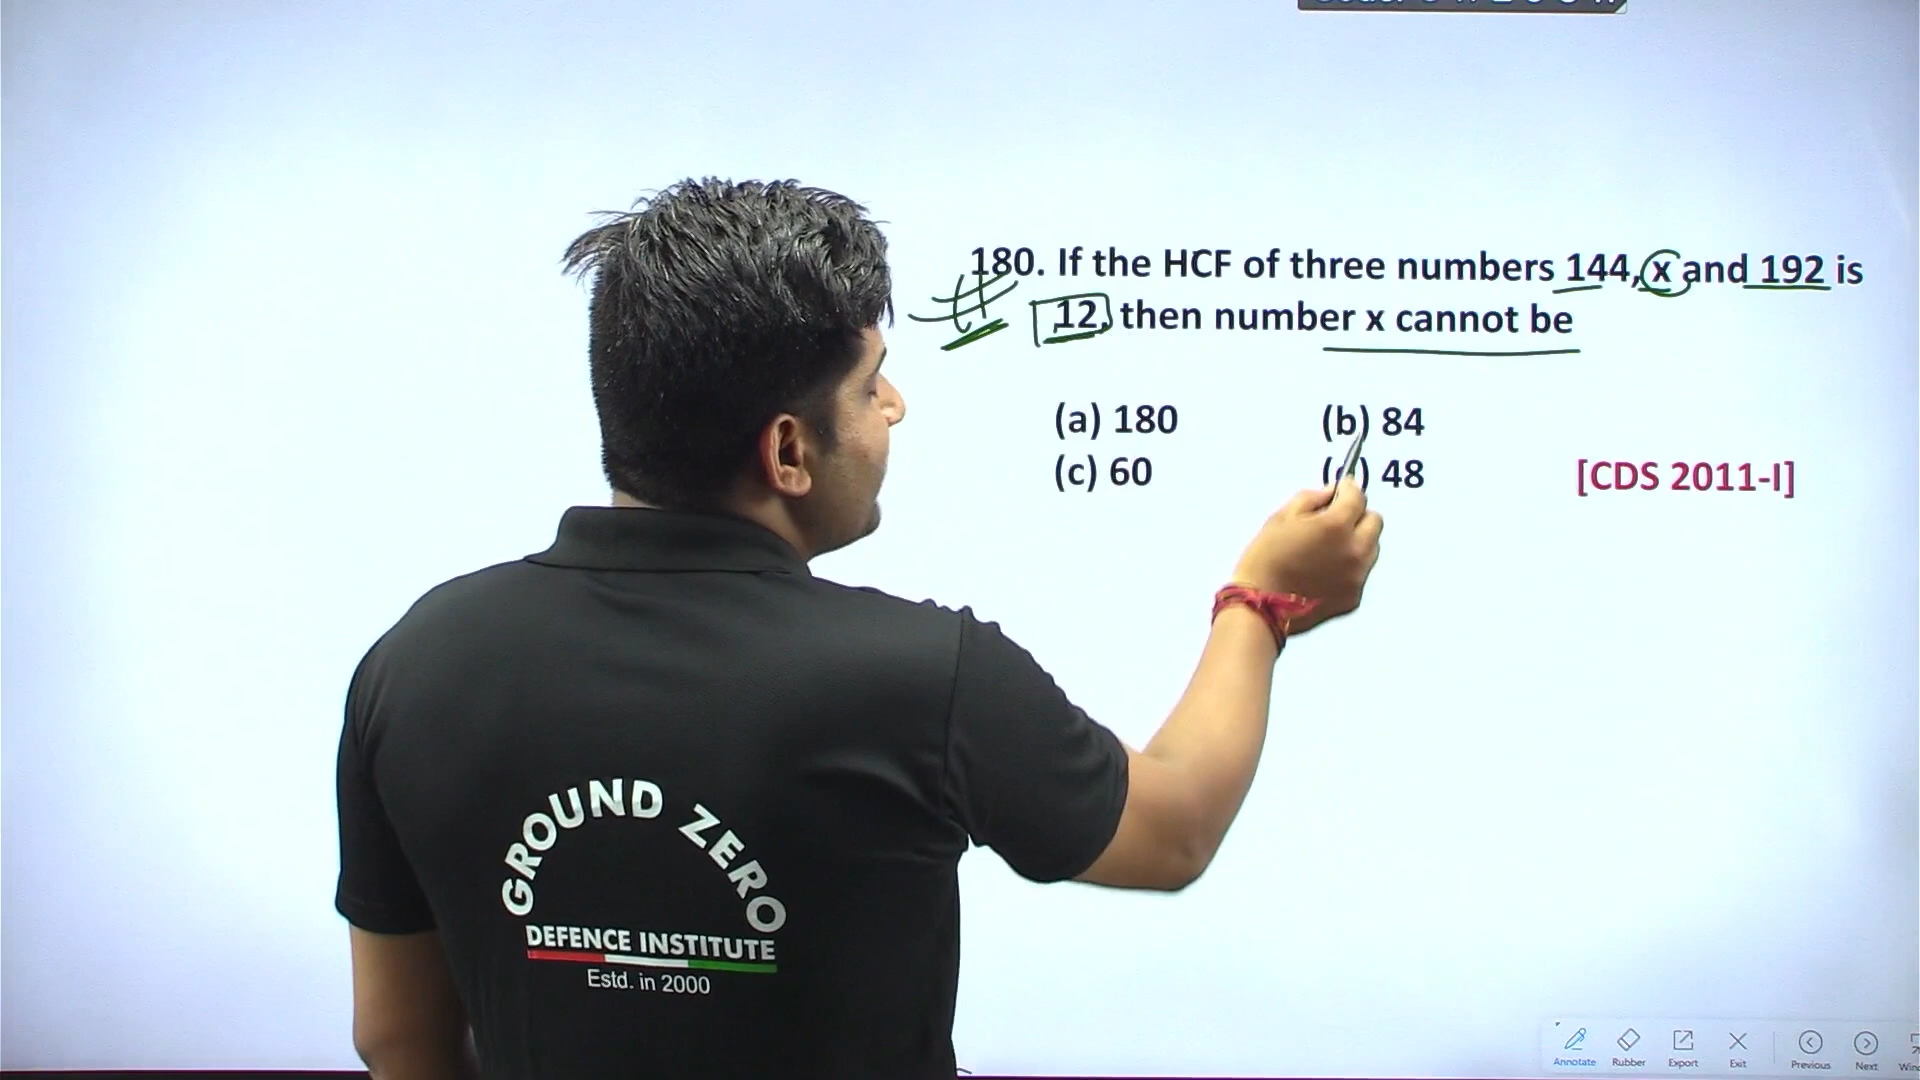 180. If the HCF of three numbers 144, x and 192 is
12, then number x cannot be
(a) 180 (b) 84
(c) 60 (d) 48 [CDS 2011-I]
GROUND ZERO
DEFENCE INSTITUTE
Estd. in 2000
Annotate Rubber Export Exit Previous Next